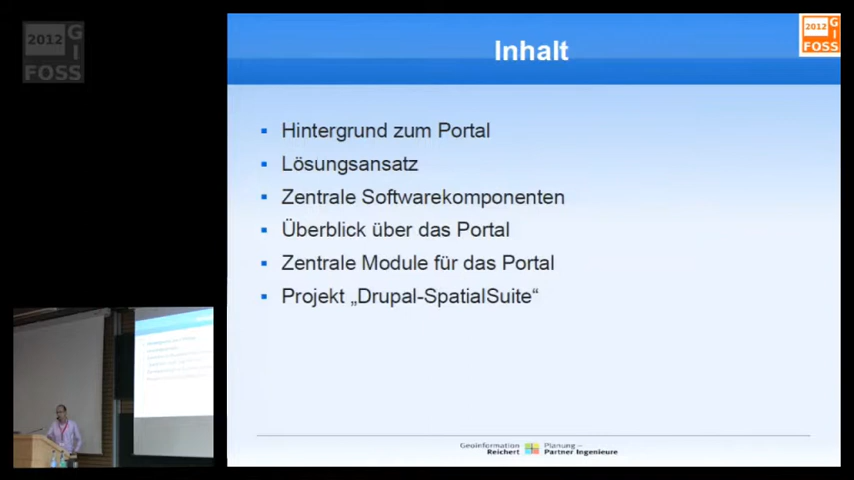 2012
G
I
FOSS
Inhalt
2012
G
I
FOSS
Hintergrund zum Portal
Lösungsansatz
Zentrale Softwarekomponenten
Überblick über das Portal
Zentrale Module für das Portal
Projekt „Drupal-SpatialSuite“
Geoinformation
Reichert
Planung –
Partner Ingenieure